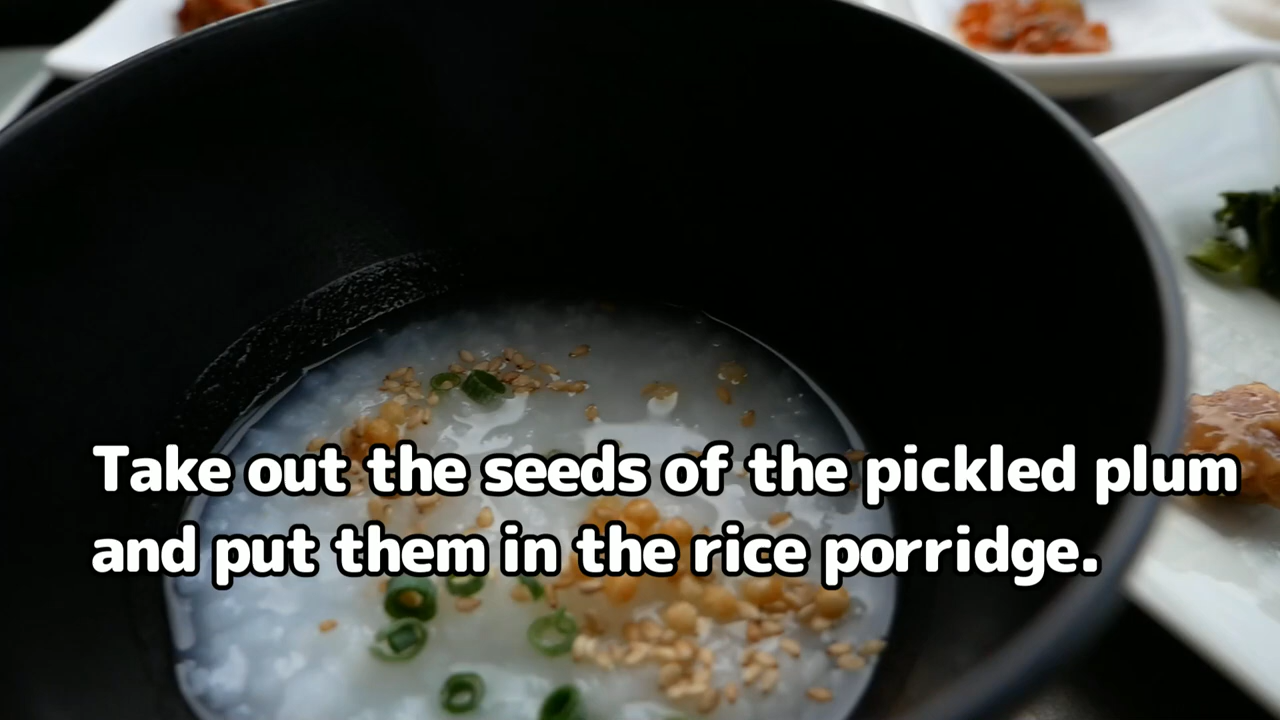 Take out the seeds of the pickled plum
and put them in the rice porridge.